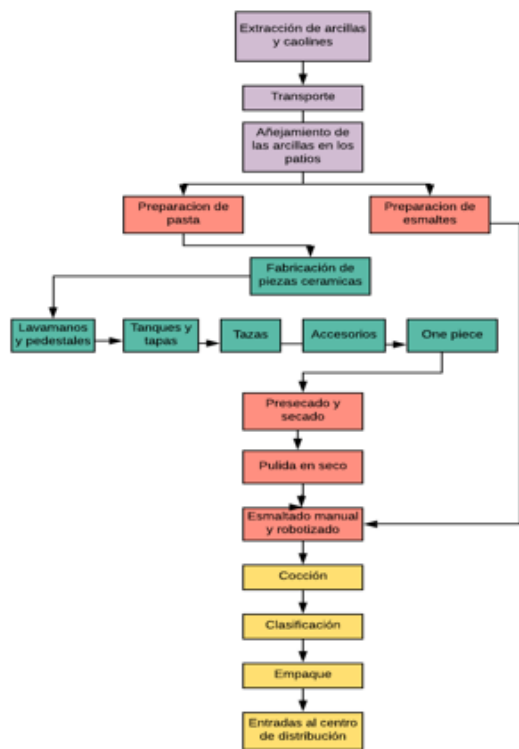 Extracción de arcillas
y caolines
Transporte
Añejamiento de
las arcillas en los
patios
Preparacion de
pasta
Preparacion de
esmaltes
Fabricación de
piezas ceramicas
Lavamanos
y pedestales
Tanques y
tapas
Tazas
Accesorios
One piece
Presecado y
secado
Pulida en seco
Esmaltado manual
y robotizado
Cocción
Clasificación
Empaque
Entradas al centro
de distribución